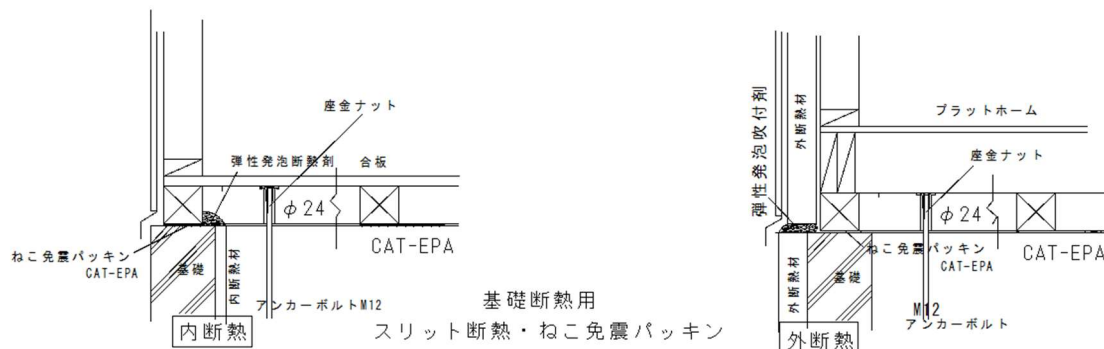 座金ナット
弾性発泡断熱剤
合板
φ24
CAT-EPA
ねこ免震パッキン
CAT-EPA
基礎
内断熱材
アンカーボルトM12
内断熱
基礎断熱用
スリット断熱・ねこ免震パッキン
弾性発泡吹付剤
外断熱材
プラットホーム
座金ナット
φ24
ねこ免震パッキン
CAT-EPA
CAT-EPA
外断熱材
基礎
M12
アンカーボルト
外断熱